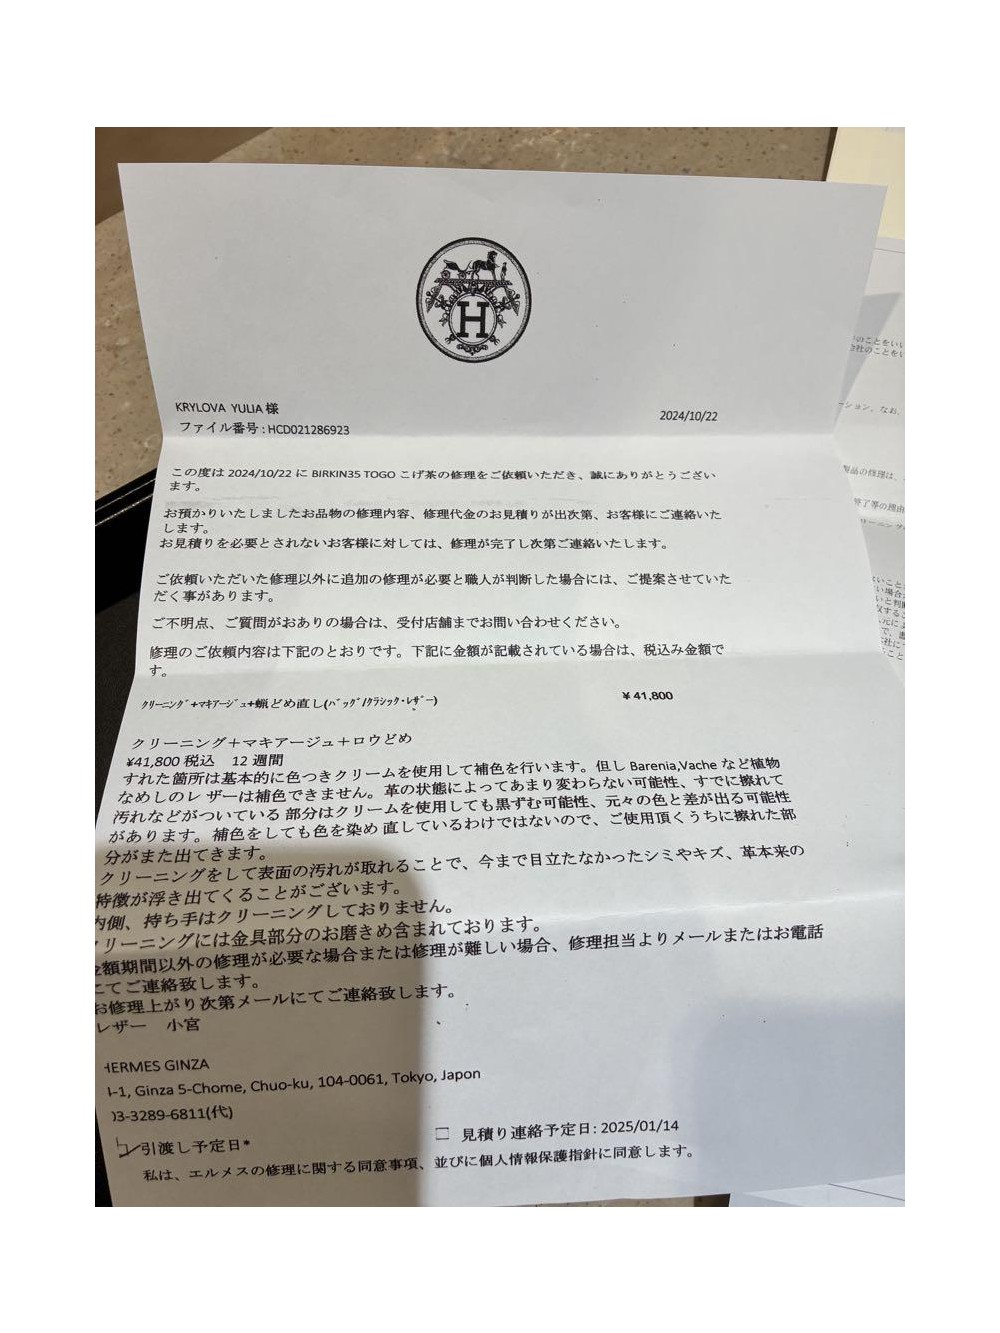 H
KRYLOVA YULIA 様
2024/10/22
ファイル番号 : HCD021286923
この度は 2024/10/22 に BIRKIN35 TOGO こげ茶の修理をご依頼いただき、誠にありがとうござい
ます。
お預かりいたしましたお品物の修理内容、修理代金のお見積りが出次第、お客様にご連絡いた
します。
お見積りを必要とされないお客様に対しては、修理が完了し次第ご連絡いたします。
ご依頼いただいた修理以外に追加の修理が必要と職人が判断した場合には、ご提案させていた
だく事があります。
ご不明点、ご質問がおありの場合は、受付店舗までお問い合わせください。
修理のご依頼内容は下記のとおりです。下記に金額が記載されている場合は、税込み金額で
す。
ｸﾘｰﾆﾝｸﾞ+ﾏｷｱｰｼﾞｭ+蝋どめ直し(ﾊﾞｯｸﾞ/ｸﾗｼｯｸ・ﾚｻﾞｰ)
¥ 41,800
クリーニング＋マキアージュ＋ロウどめ
¥41,800 税込 12 週間
すれた箇所は基本的に色つきクリームを使用して補色を行います。但し Barenia,Vache など植物
なめしのレ ザーは補色できません。革の状態によってあまり変わらない可能性、すでに擦れて
汚れなどがついている 部分はクリームを使用しても黒ずむ可能性、元々の色と差が出る可能性
があります。補色をしても色を染め 直しているわけではないので、ご使用頂くうちに擦れた部
分がまた出てきます。
クリーニングをして表面の汚れが取れることで、今まで目立たなかったシミやキズ、革本来の
特徴が浮き出てくることがございます。
内側、持ち手はクリーニングしておりません。
クリーニングには金具部分のお磨きめ含まれております。
金額期間以外の修理が必要な場合または修理が難しい場合、修理担当よりメールまたはお電話
にてご連絡致します。
お修理上がり次第メールにてご連絡致します。
レザー 小宮
HERMES GINZA
-1, Ginza 5-Chome, Chuo-ku, 104-0061, Tokyo, Japon
03-3289-6811(代)
引渡し予定日*
□ 見積り連絡予定日: 2025/01/14
私は、エルメスの修理に関する同意事項、並びに個人情報保護指針に同意します。